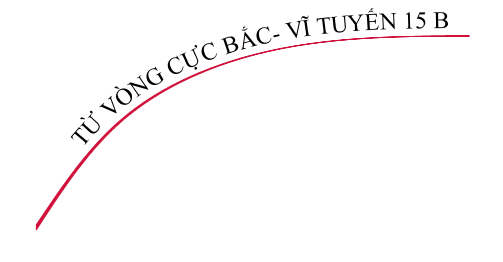 TỪ VÒNG CỰC BẮC- VĨ TUYẾN 15 B